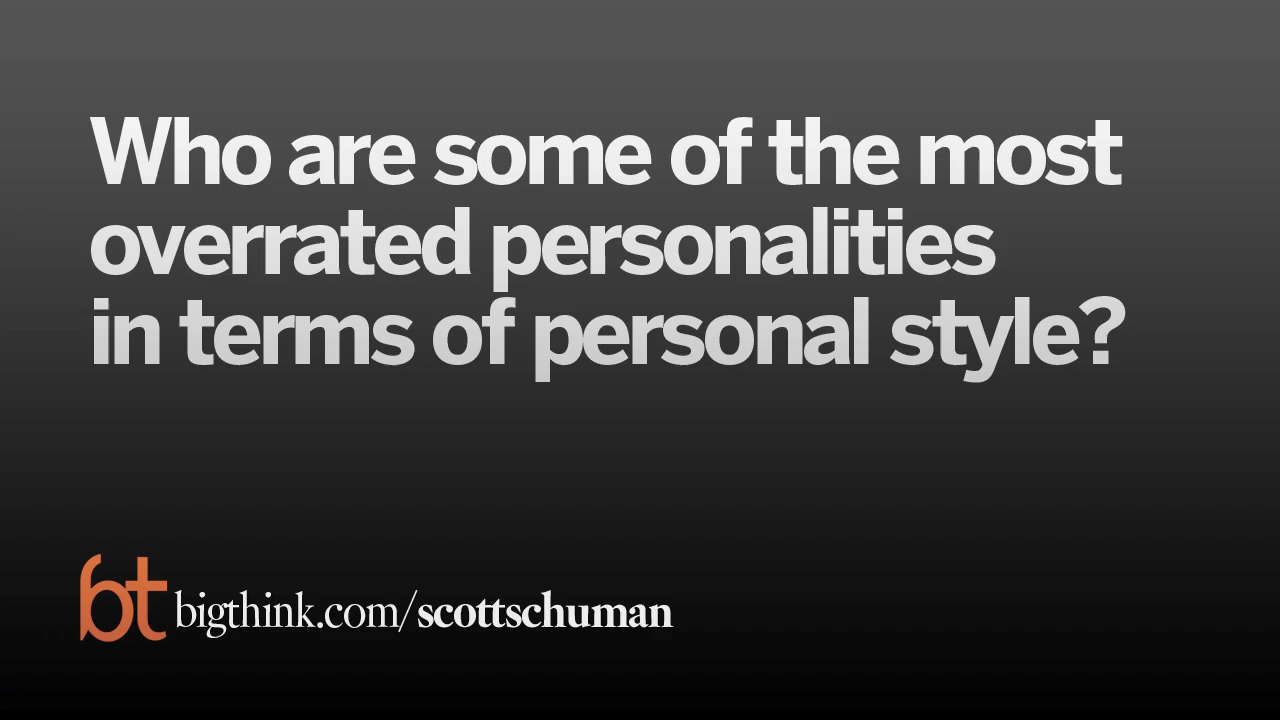 Who are some of the most
overrated personalities
in terms of personal style?
bt bigthink.com/scottschuman